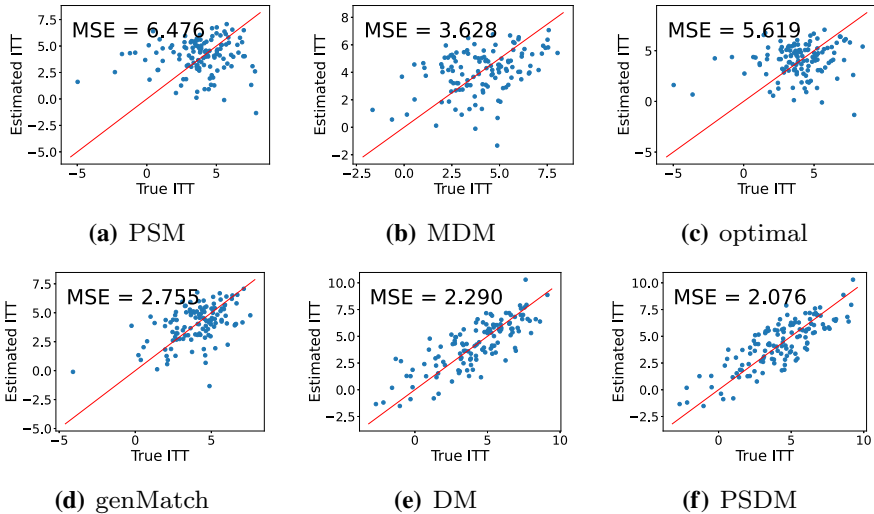 MSE = 6.476
Estimated ITT
7.5
5.0
2.5
0.0
−2.5
−5.0
−5
0
5
True ITT
(a) PSM
MSE = 3.628
Estimated ITT
8
6
4
2
0
−2
−2.5
0.0
2.5
5.0
7.5
True ITT
(b) MDM
MSE = 5.619
Estimated ITT
5
0
−5
−5
0
5
True ITT
(c) optimal
MSE = 2.755
Estimated ITT
7.5
5.0
2.5
0.0
−2.5
−5.0
−5
0
5
True ITT
(d) genMatch
MSE = 2.290
Estimated ITT
10.0
7.5
5.0
2.5
0.0
−2.5
0
5
10
True ITT
(e) DM
MSE = 2.076
Estimated ITT
10.0
7.5
5.0
2.5
0.0
−2.5
0
5
10
True ITT
(f) PSDM